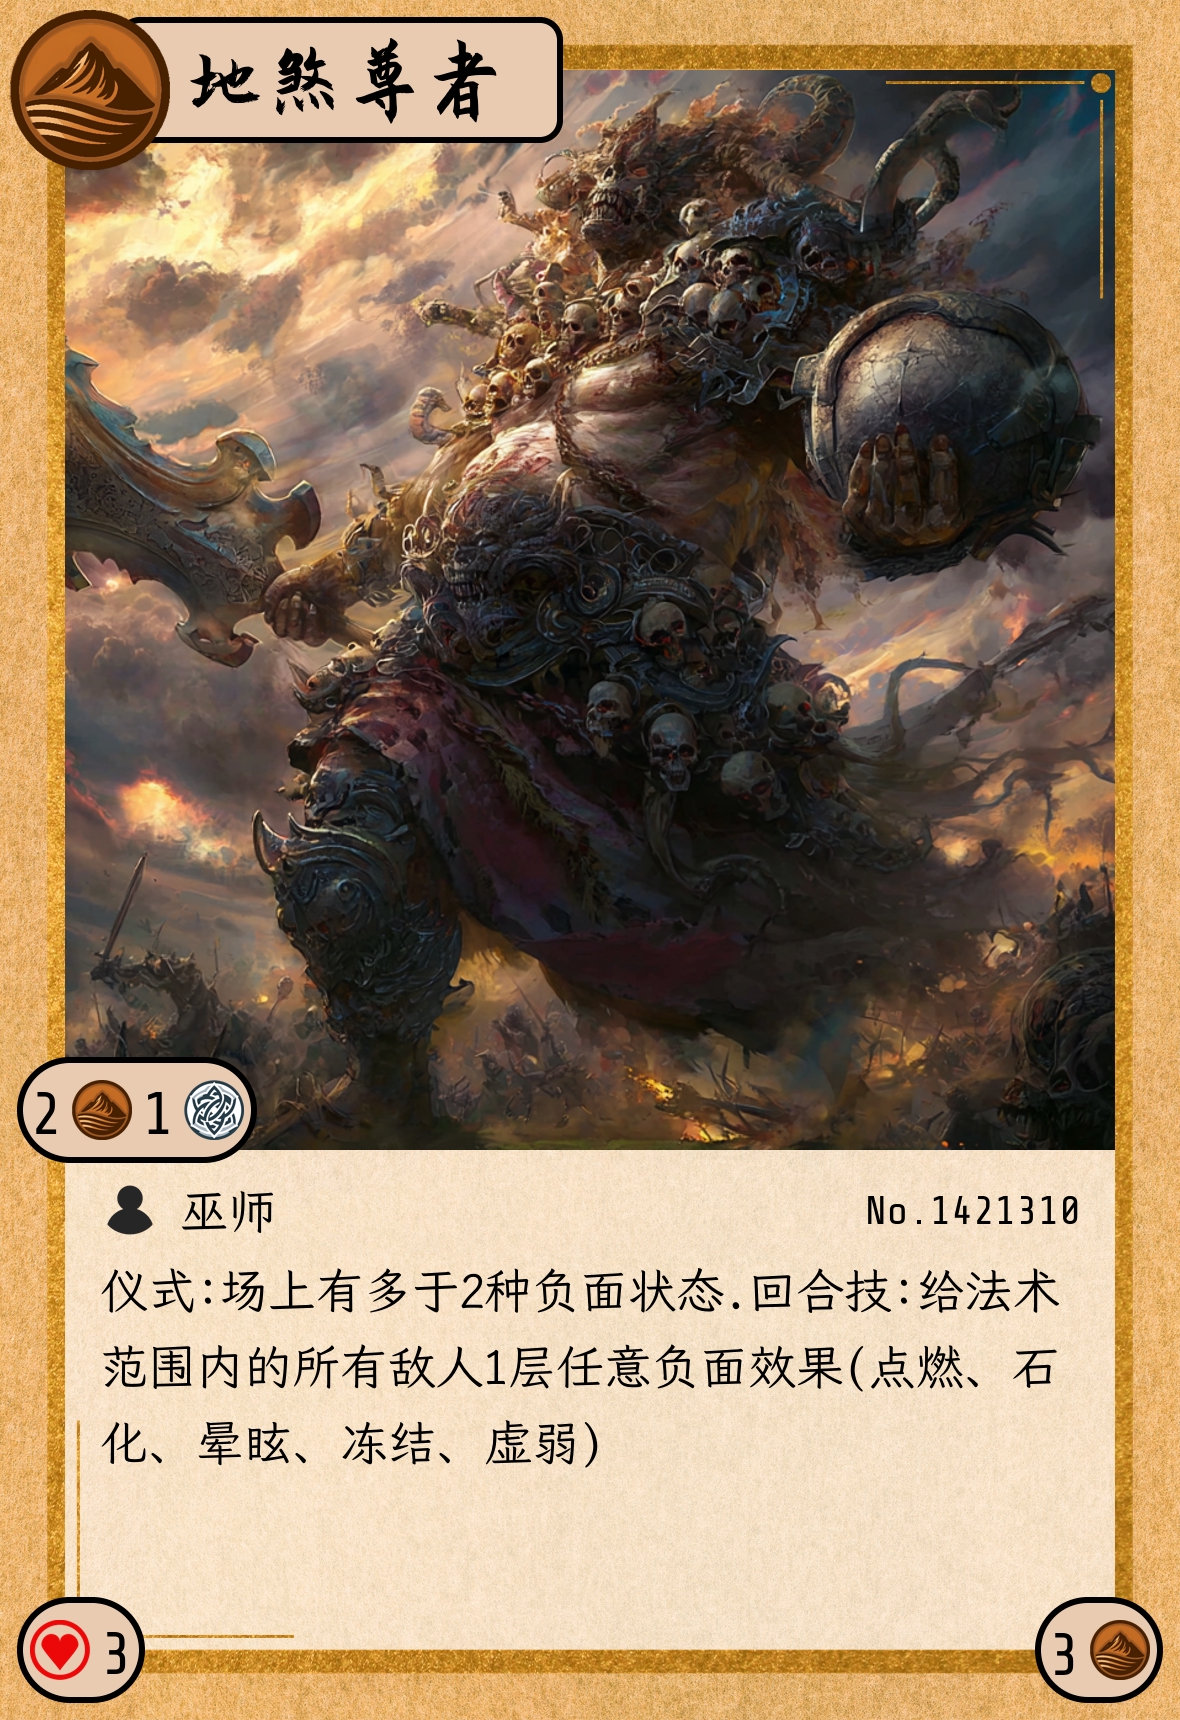 地煞尊者
2 1
巫师
No.1421310
仪式:场上有多于2种负面状态.回合技:给法术
范围内的所有敌人1层任意负面效果(点燃、石
化、晕眩、冻结、虚弱)
3
3